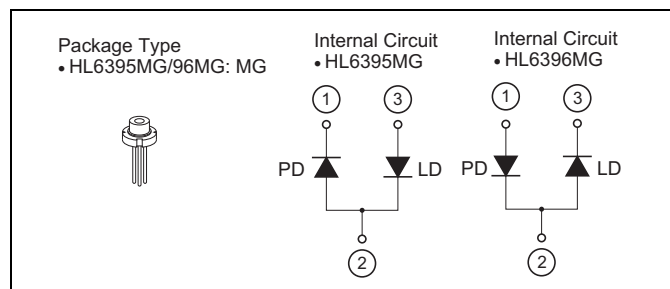 Package Type
• HL6395MG/96MG: MG
Internal Circuit
• HL6395MG
1
3
PD
LD
2
Internal Circuit
• HL6396MG
1
3
PD
LD
2